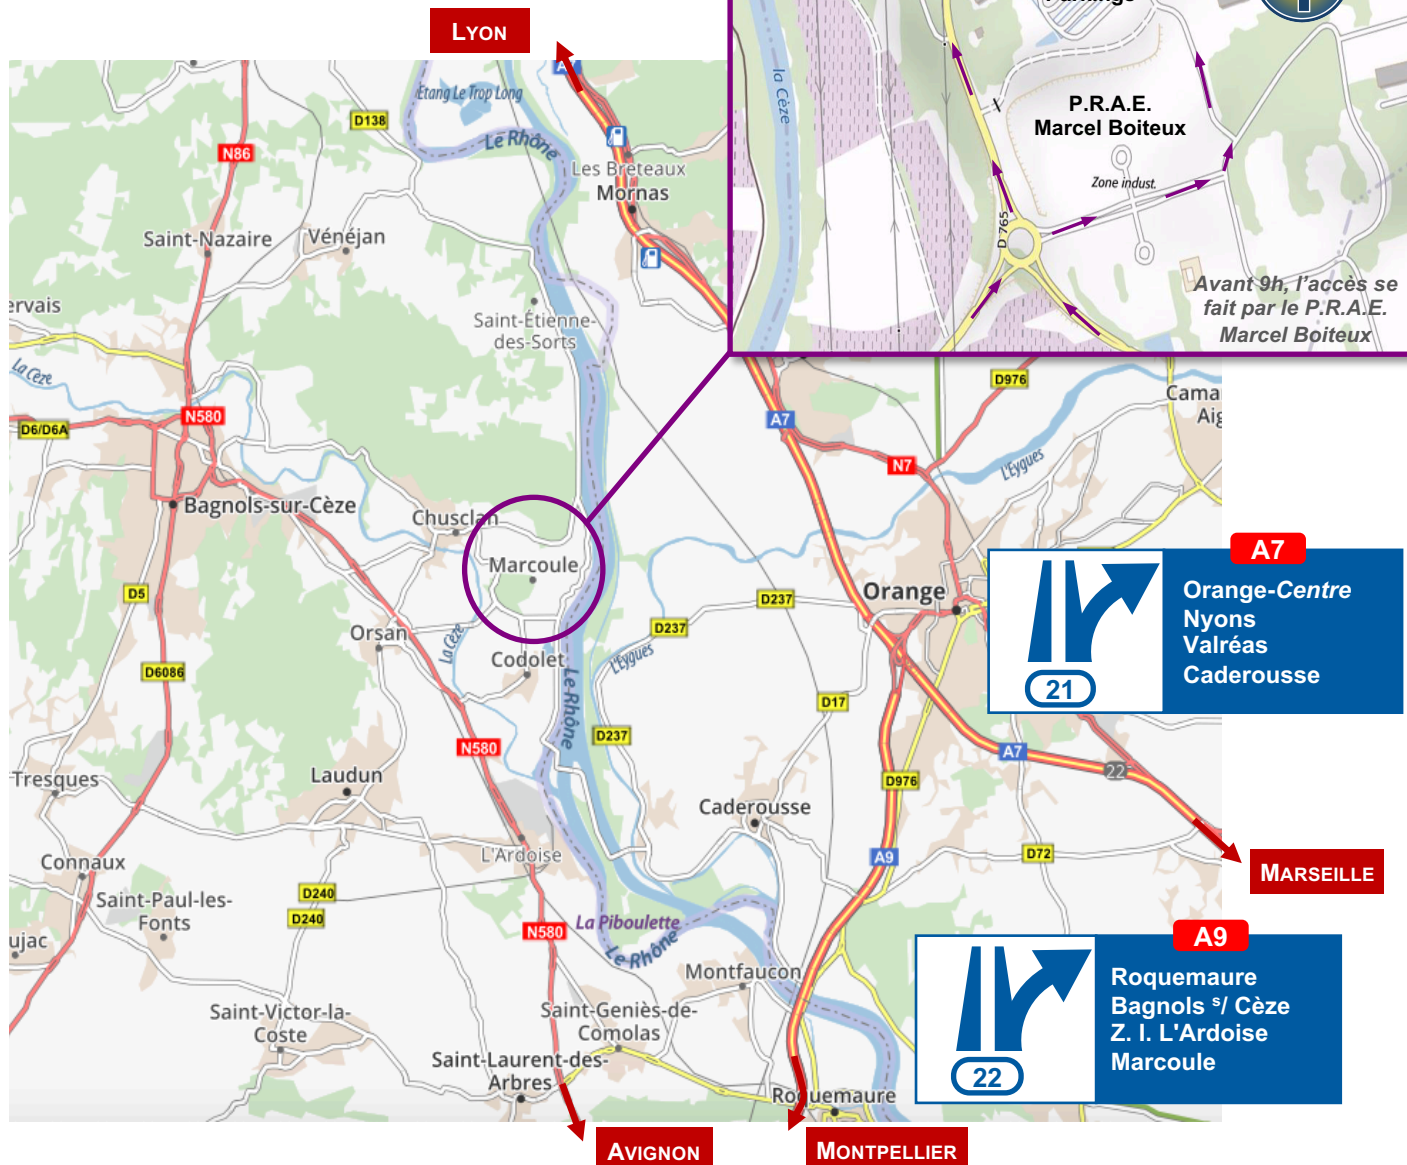 LYON
Parkings
la Cèze
P.R.A.E.
Marcel Boiteux
Zone indust.
D 765
Avant 9h, l'accès se
fait par le P.R.A.E.
Marcel Boiteux
A7
Étang Le Trop Long
D138
N86
Le Rhône
Les Breteaux
Mornas
Saint-Nazaire
Vénéjan
ervais
Saint-Étienne-
des-Sorts
La Cèze
D976
Cama
Aig
N580
D6/D6A
A7
N7
L'Eygues
Bagnols-sur-Cèze
Chusclan
Marcoule
Orange
D5
D237
D237
Orsan
La Cèze
Codolet
L'Eygues
Le Rhône
D6086
D17
D237
N580
A7
22
Tresques
Laudun
D976
Caderousse
L'Ardoise
A9
D72
Connaux
Saint-Paul-les-
Fonts
D240
D240
ujac
N580
La Piboulette
Le Rhône
Montfaucon
Saint-Victor-la-
Coste
Saint-Geniès-de-
Comolas
Saint-Laurent-des-
Arbres
Roquemaure
A7
Orange-Centre
Nyons
Valréas
Caderousse
21
MARSEILLE
A9
Roquemaure
Bagnols s/ Cèze
Z. I. L'Ardoise
Marcoule
22
AVIGNON
MONTPELLIER